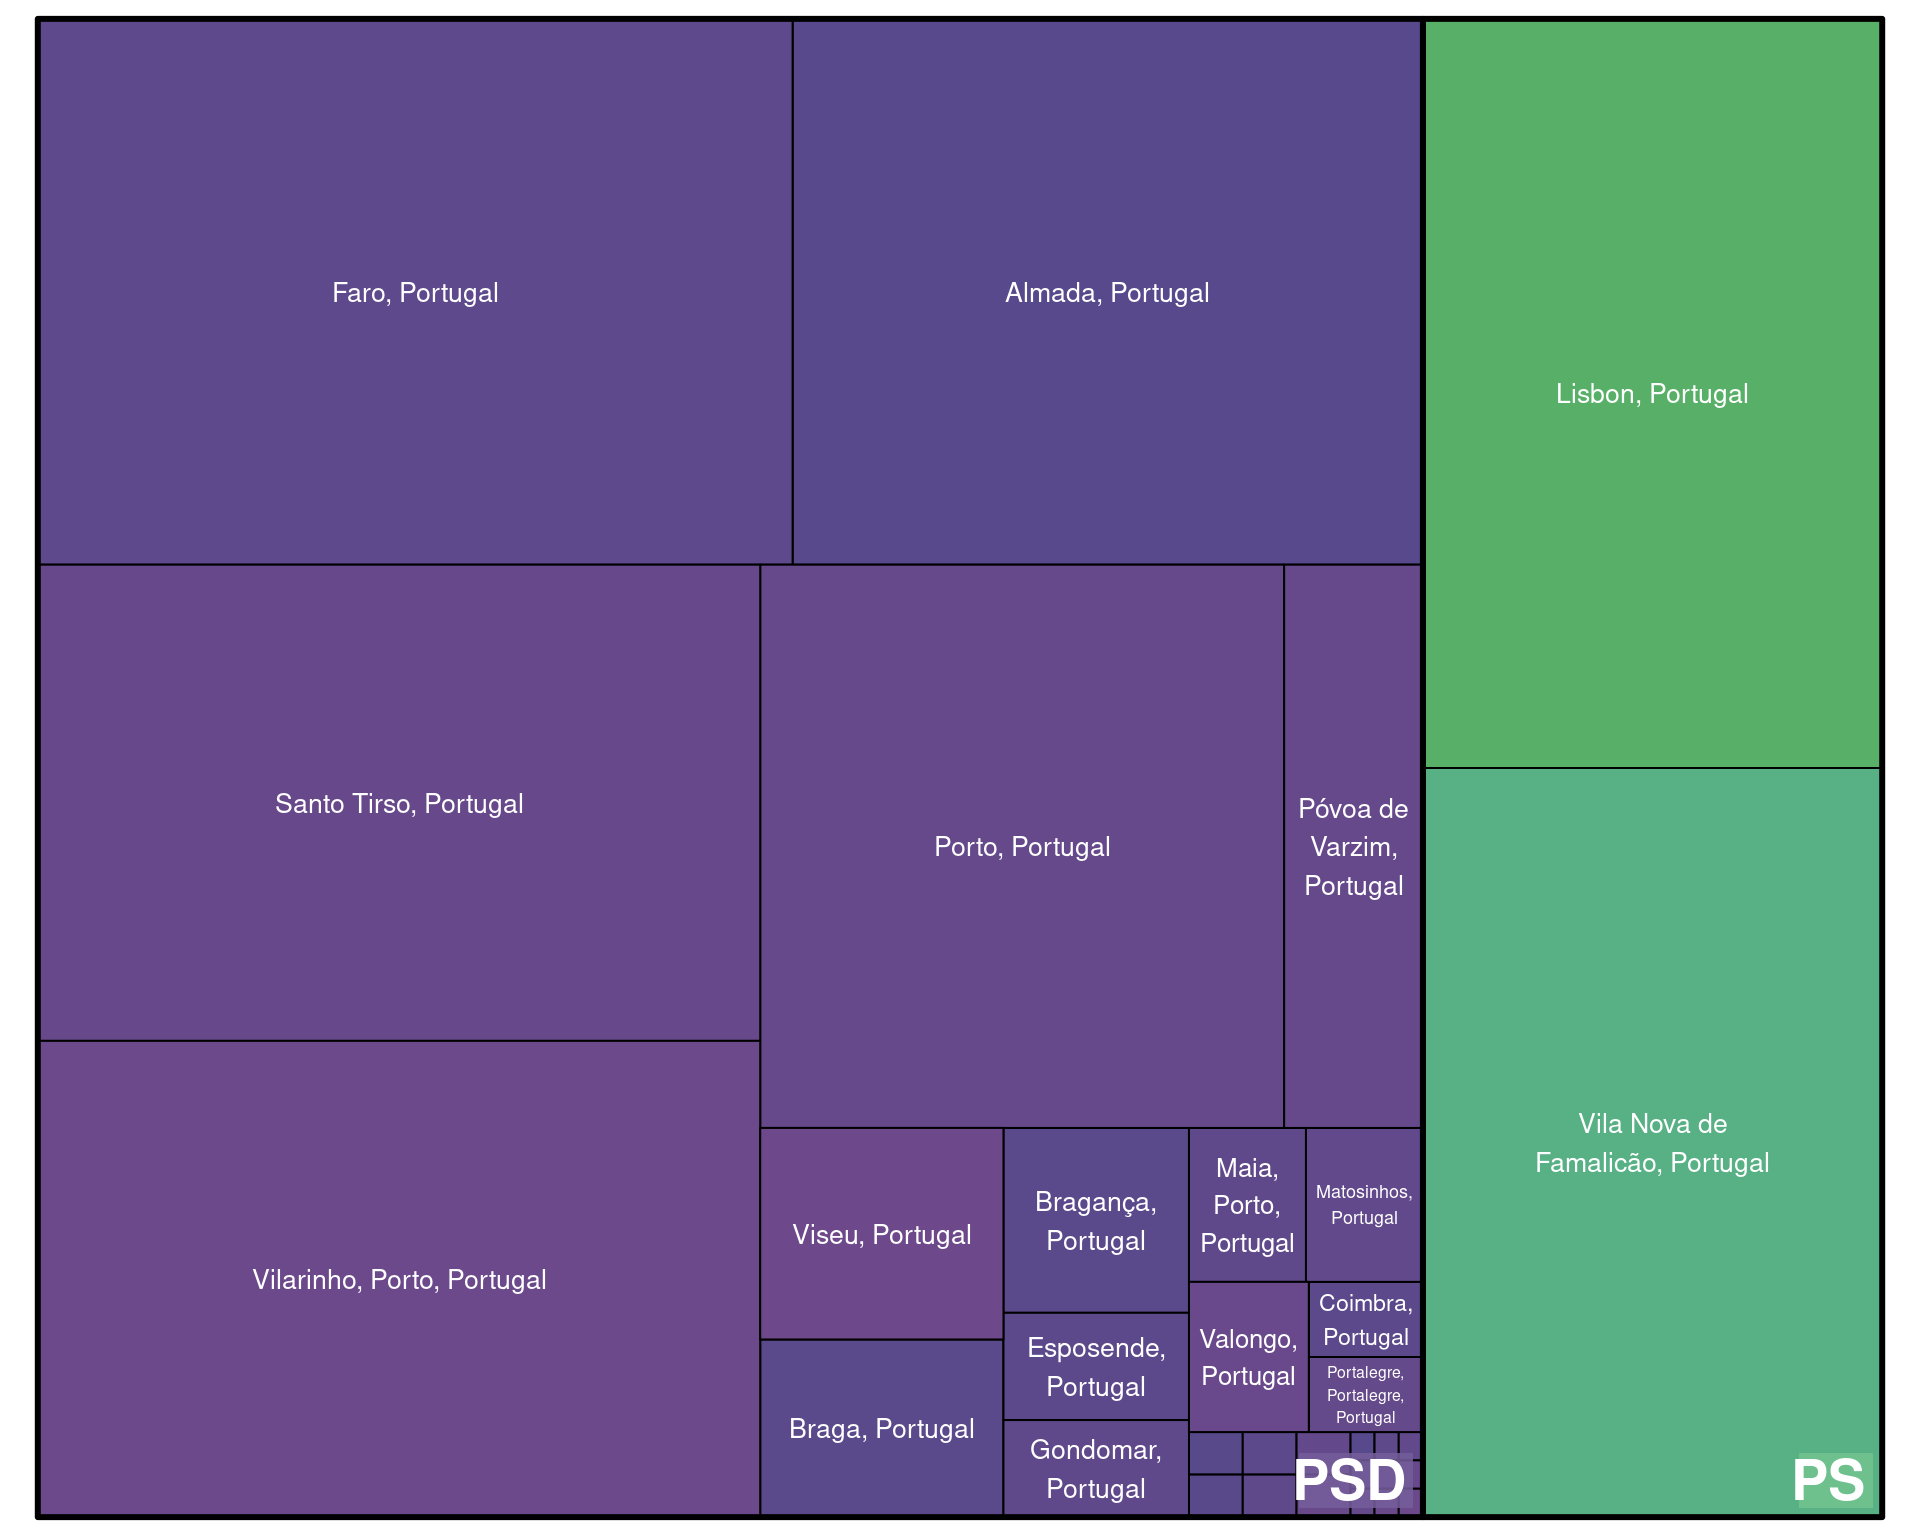 Faro, Portugal
Almada, Portugal
Lisbon, Portugal
Santo Tirso, Portugal
Porto, Portugal
Póvoa de
Varzim,
Portugal
Vilarinho, Porto, Portugal
Viseu, Portugal
Braga, Portugal
Bragança,
Portugal
Esposende,
Portugal
Gondomar,
Portugal
Maia,
Porto,
Portugal
Matosinhos,
Portugal
Valongo,
Portugal
Coimbra,
Portugal
Portalegre,
Portalegre,
Portugal
PSD
Vila Nova de
Famalicão, Portugal
PS